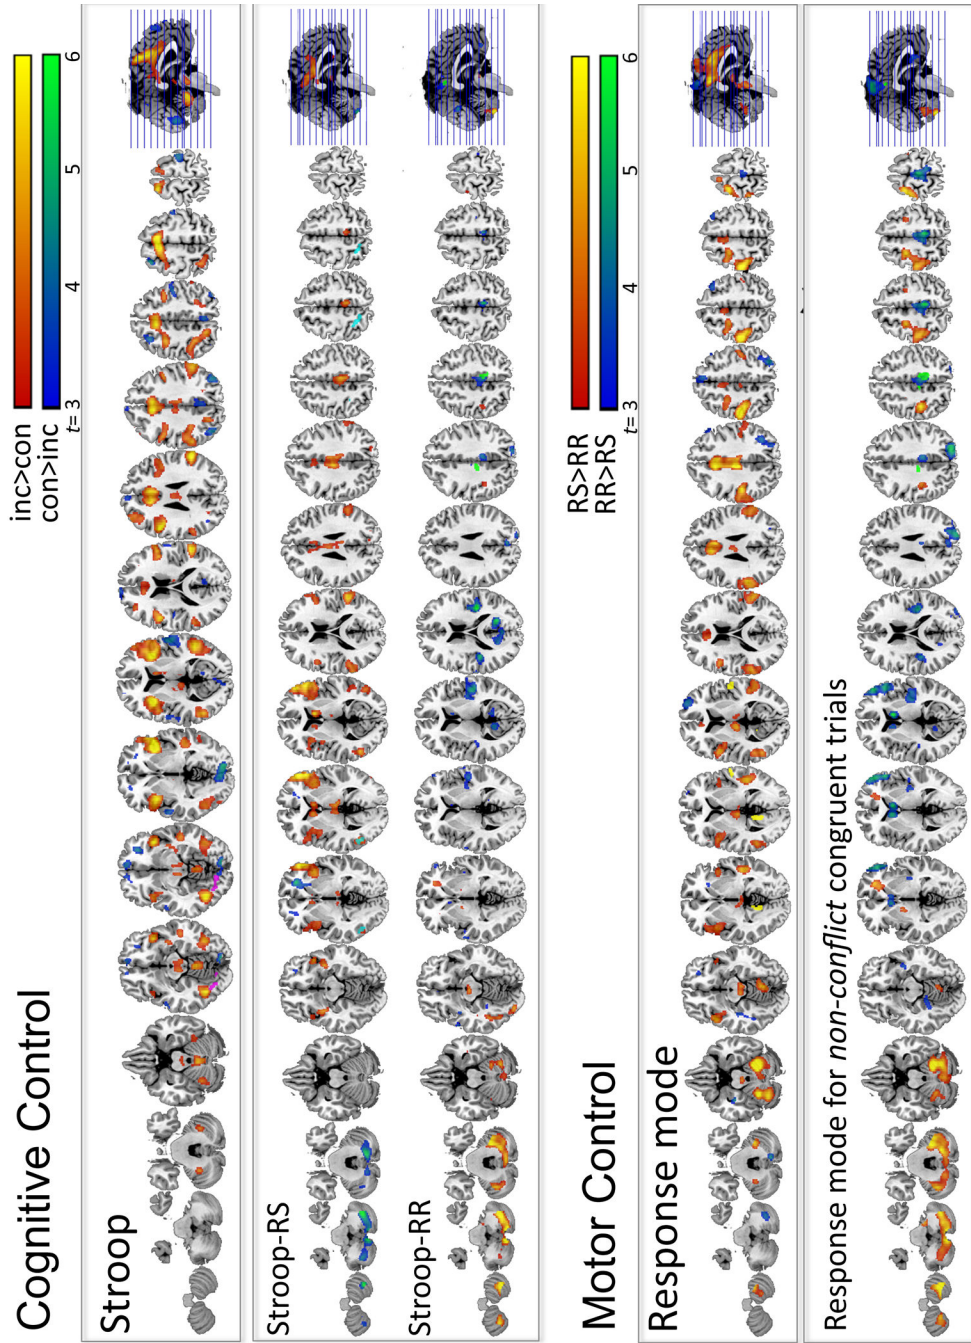 Cognitive Control
inc>con
con>inc
t= 3 4 5 6
Stroop
Stroop-RS
Stroop-RR
Motor Control
RS>RR
RR>RS
t= 3 4 5 6
Response mode
Response mode for non-conflict congruent trials